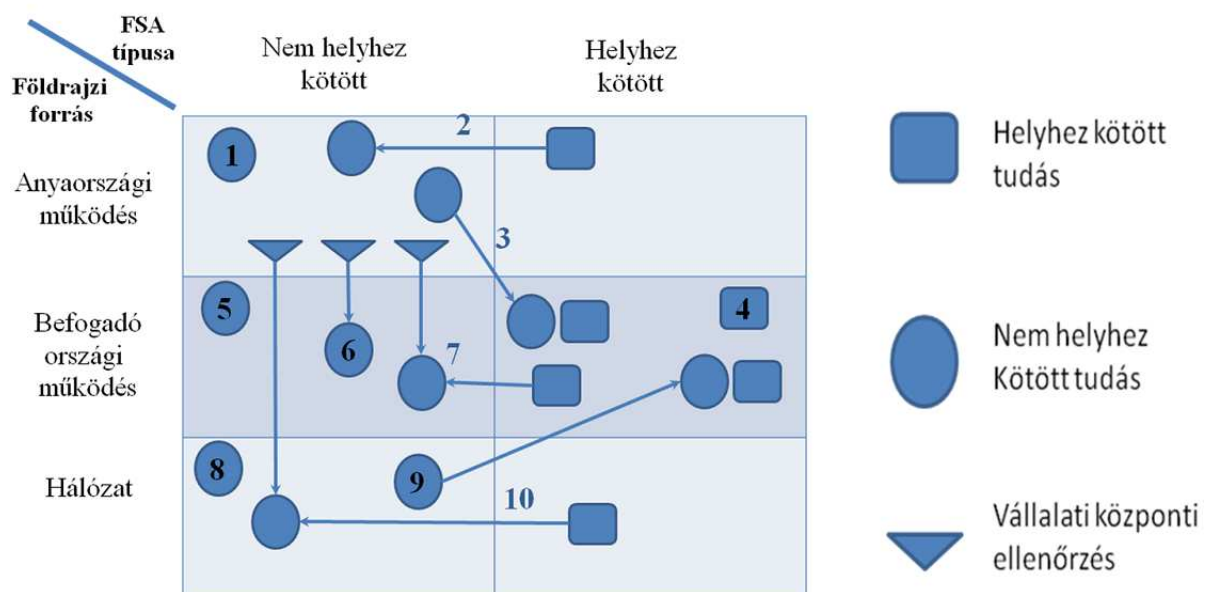 FSA
típusa
Földrajzi
forrás
Nem helyhez
kötött
Helyhez
kötött
Anyaországi
működés
Befogadó
országi
működés
Hálózat
1
2
3
4
5
6
7
8
9
10
Helyhez kötött
tudás
Nem helyhez
Kötött tudás
Vállalati központi
ellenőrzés